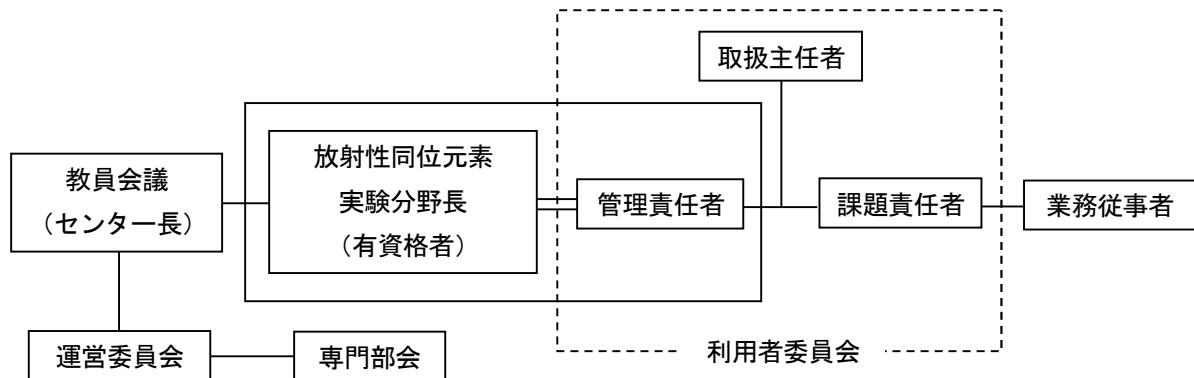 取扱主任者
教員会議
（センター長）
放射性同位元素
実験分野長
（有資格者）
管理責任者
課題責任者
業務従事者
運営委員会
専門部会
利用者委員会